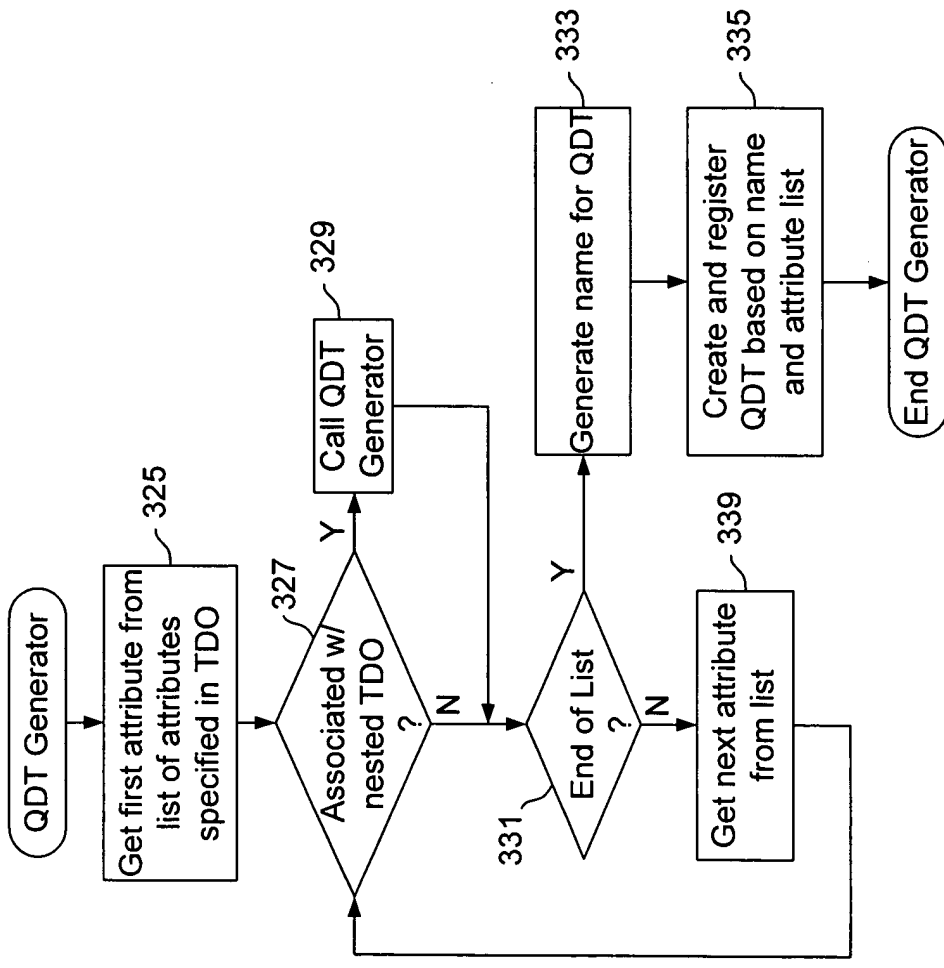 QDT Generator
325
Get first attribute from
list of attributes
specified in TDO
327
Associated w/
nested TDO
?
Y
N
329
Call QDT
Generator
331
End of List
?
Y
N
333
Generate name for QDT
335
Create and register
QDT based on name
and attribute list
End QDT Generator
339
Get next attribute
from list